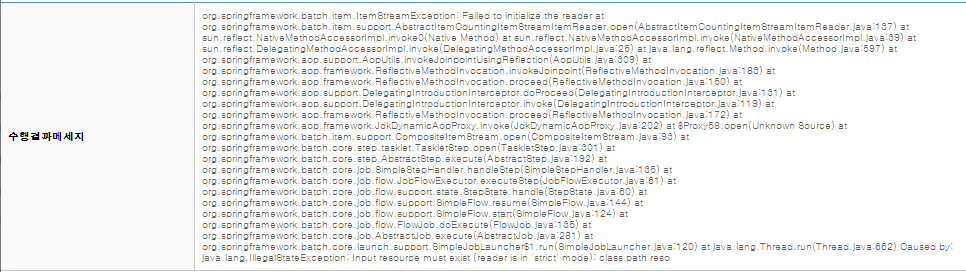 수행결과메세지
org.springframework.batch.item.ItemStreamException: Failed to initialize the reader at
org.springframework.batch.item.support.AbstractItemCountingItemStreamItemReader.open(AbstractItemCountingItemStreamItemReader.java:137) at
sun.reflect.NativeMethodAccessorImpl.invoke0(Native Method) at sun.reflect.NativeMethodAccessorImpl.invoke(NativeMethodAccessorImpl.java:39) at
sun.reflect.DelegatingMethodAccessorImpl.invoke(DelegatingMethodAccessorImpl.java:25) at java.lang.reflect.Method.invoke(Method.java:597) at
org.springframework.aop.support.AopUtils.invokeJoinpointUsingReflection(AopUtils.java:309) at
org.springframework.aop.framework.ReflectiveMethodInvocation.invokeJoinpoint(ReflectiveMethodInvocation.java:183) at
org.springframework.aop.framework.ReflectiveMethodInvocation.proceed(ReflectiveMethodInvocation.java:150) at
org.springframework.aop.support.DelegatingIntroductionInterceptor.doProceed(DelegatingIntroductionInterceptor.java:131) at
org.springframework.aop.support.DelegatingIntroductionInterceptor.invoke(DelegatingIntroductionInterceptor.java:119) at
org.springframework.aop.framework.ReflectiveMethodInvocation.proceed(ReflectiveMethodInvocation.java:172) at
org.springframework.aop.framework.JdkDynamicAopProxy.invoke(JdkDynamicAopProxy.java:202) at $Proxy58.open(Unknown Source) at
org.springframework.batch.item.support.CompositeItemStream.open(CompositeItemStream.java:93) at
org.springframework.batch.core.step.tasklet.TaskletStep.open(TaskletStep.java:301) at
org.springframework.batch.core.step.AbstractStep.execute(AbstractStep.java:192) at
org.springframework.batch.core.job.SimpleStepHandler.handleStep(SimpleStepHandler.java:135) at
org.springframework.batch.core.job.flow.JobFlowExecutor.executeStep(JobFlowExecutor.java:61) at
org.springframework.batch.core.job.flow.support.state.StepState.handle(StepState.java:60) at
org.springframework.batch.core.job.flow.support.SimpleFlow.resume(SimpleFlow.java:144) at
org.springframework.batch.core.job.flow.support.SimpleFlow.start(SimpleFlow.java:124) at
org.springframework.batch.core.job.flow.FlowJob.doExecute(FlowJob.java:135) at
org.springframework.batch.core.job.AbstractJob.execute(AbstractJob.java:281) at
org.springframework.batch.core.launch.support.SimpleJobLauncher$1.run(SimpleJobLauncher.java:120) at java.lang.Thread.run(Thread.java:662) Caused by:
java.lang.IllegalStateException: Input resource must exist (reader is in 'strict' mode): class path reso